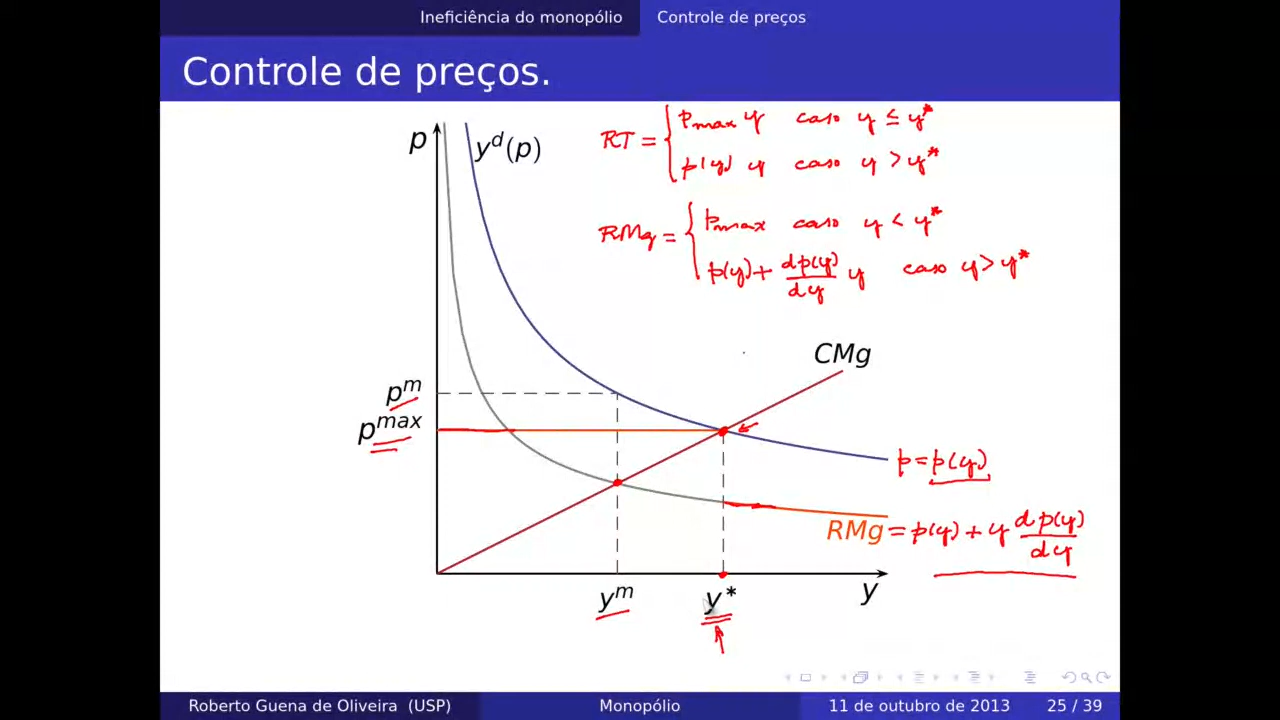 Ineficiência do monopólio Controle de preços
Controle de preços.
RT = { pmax y caso y ≤ y*
p(y) y caso y > y*
RMg = { pmax caso y < y*
p(y) + dp(y)/dy y caso y > y*
p
y^d(p)
CMg
p^m
p^max
p = p(y)
RMg = p(y) + y dp(y)/dy
y^m
y*
y
Roberto Guena de Oliveira (USP) Monopólio 11 de outubro de 2013 25 / 39